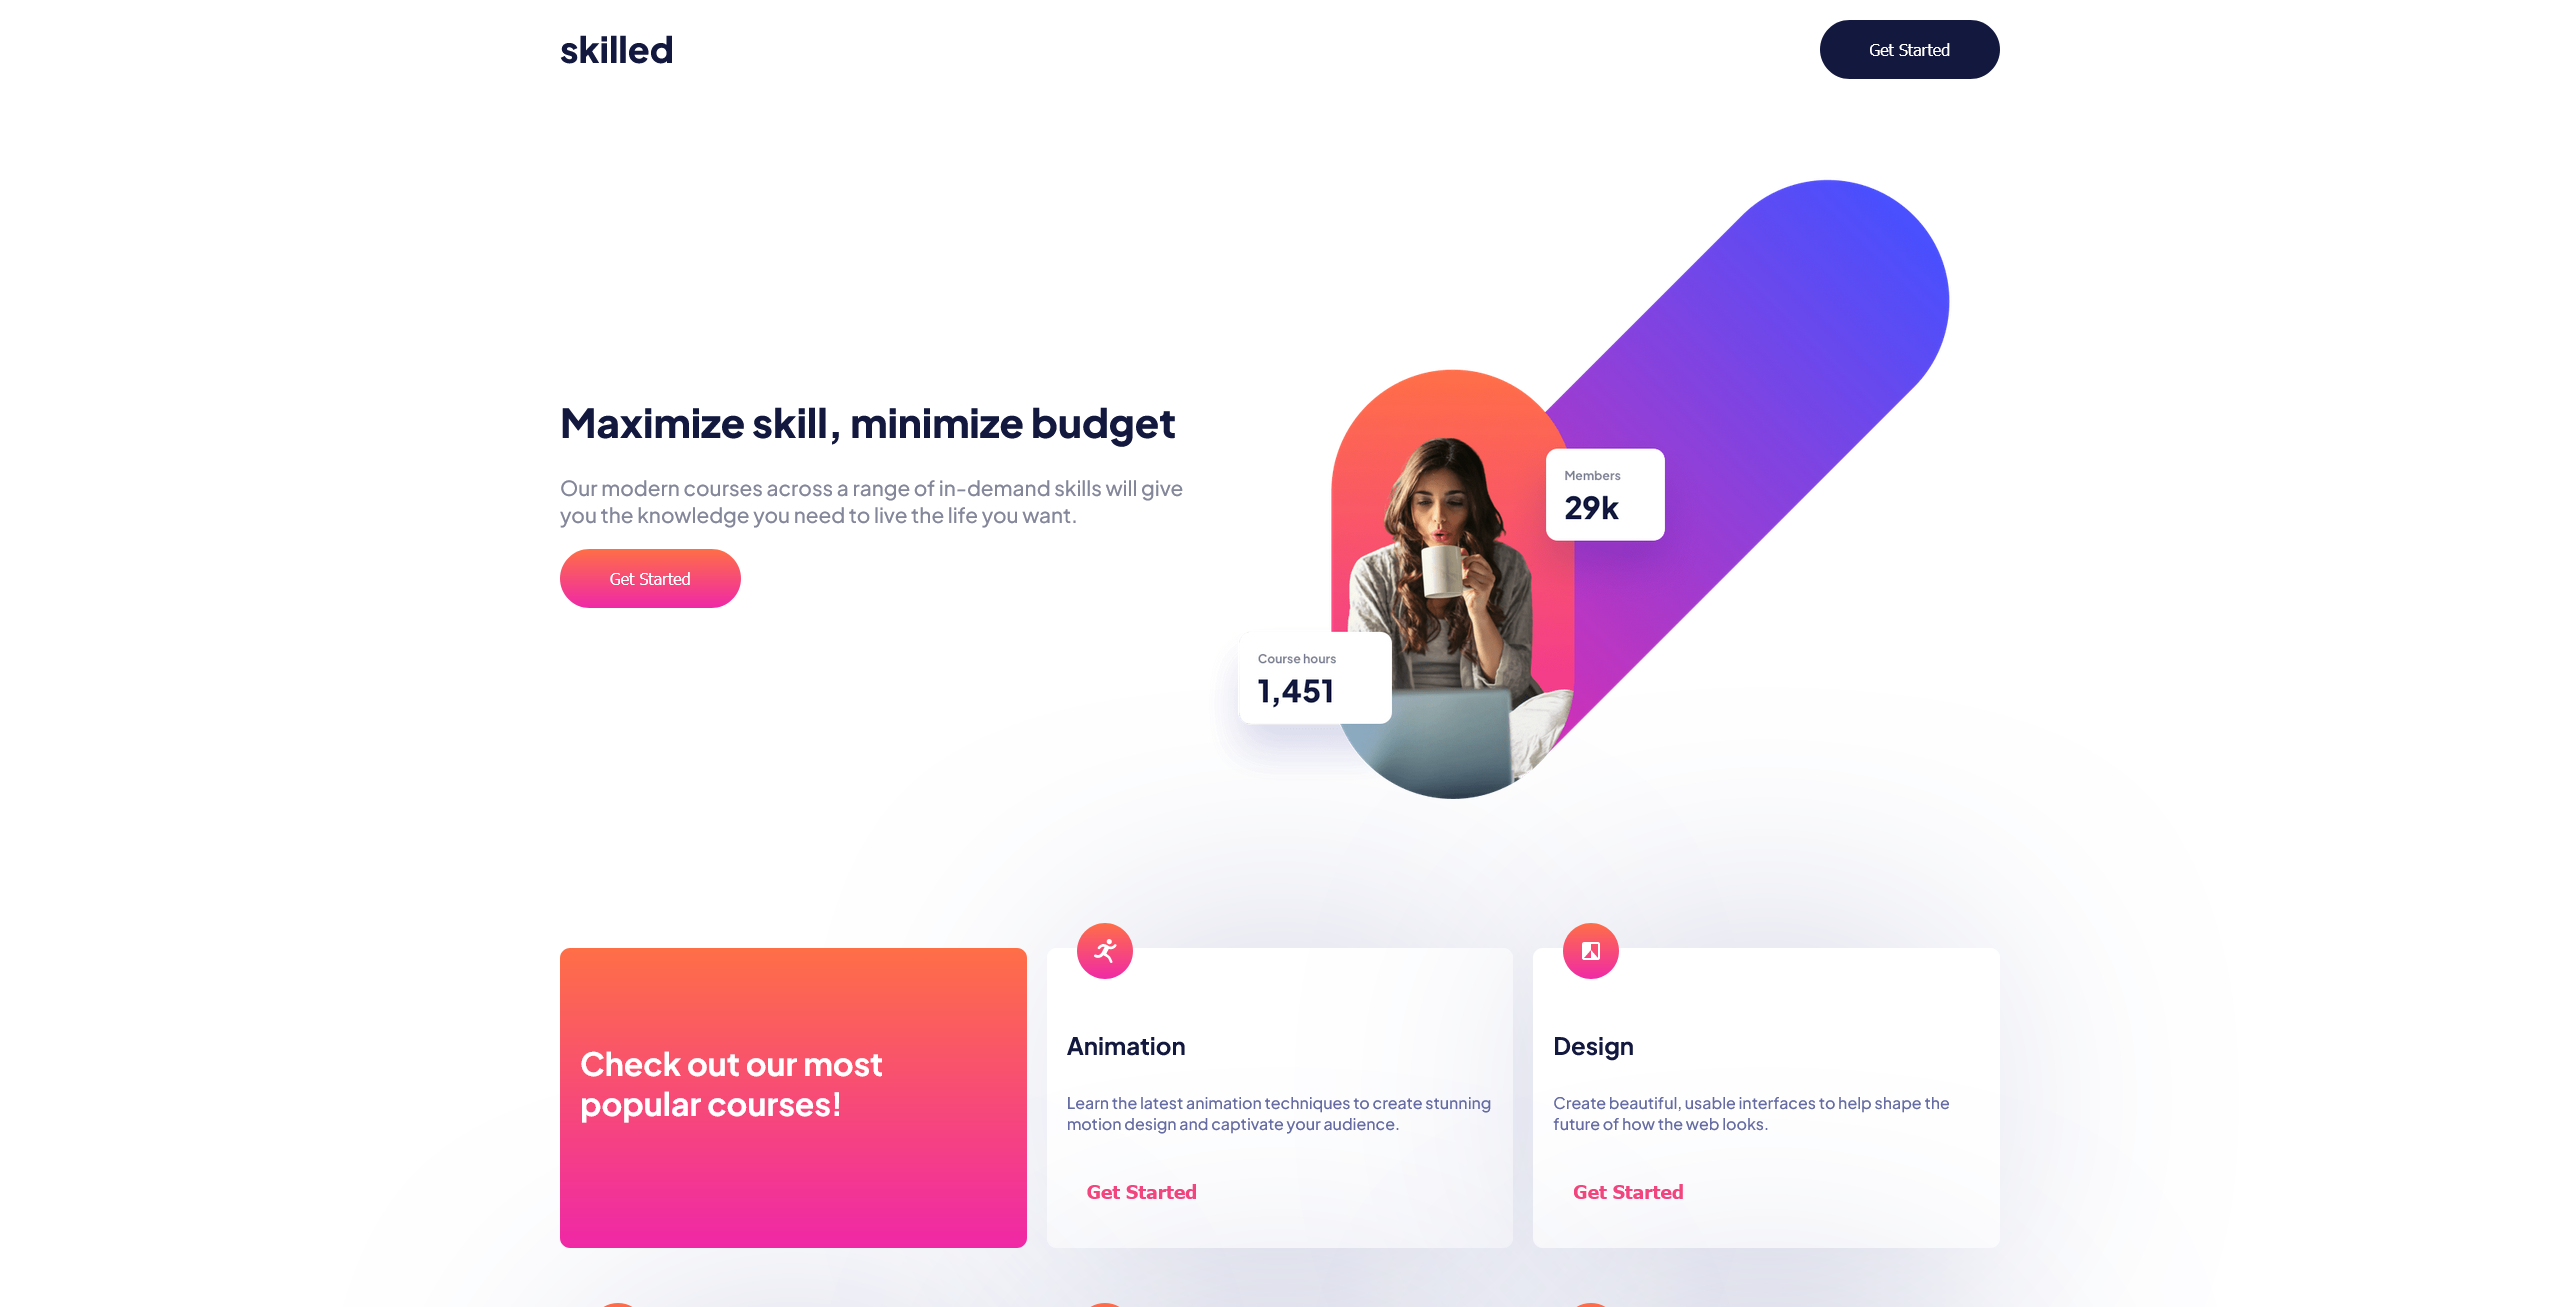 skilled
Get Started
Maximize skill, minimize budget
Our modern courses across a range of in-demand skills will give
you the knowledge you need to live the life you want.
Get Started
Members
29k
Course hours
1,451
Check out our most
popular courses!
Animation
Learn the latest animation techniques to create stunning
motion design and captivate your audience.
Get Started
Design
Create beautiful, usable interfaces to help shape the
future of how the web looks.
Get Started